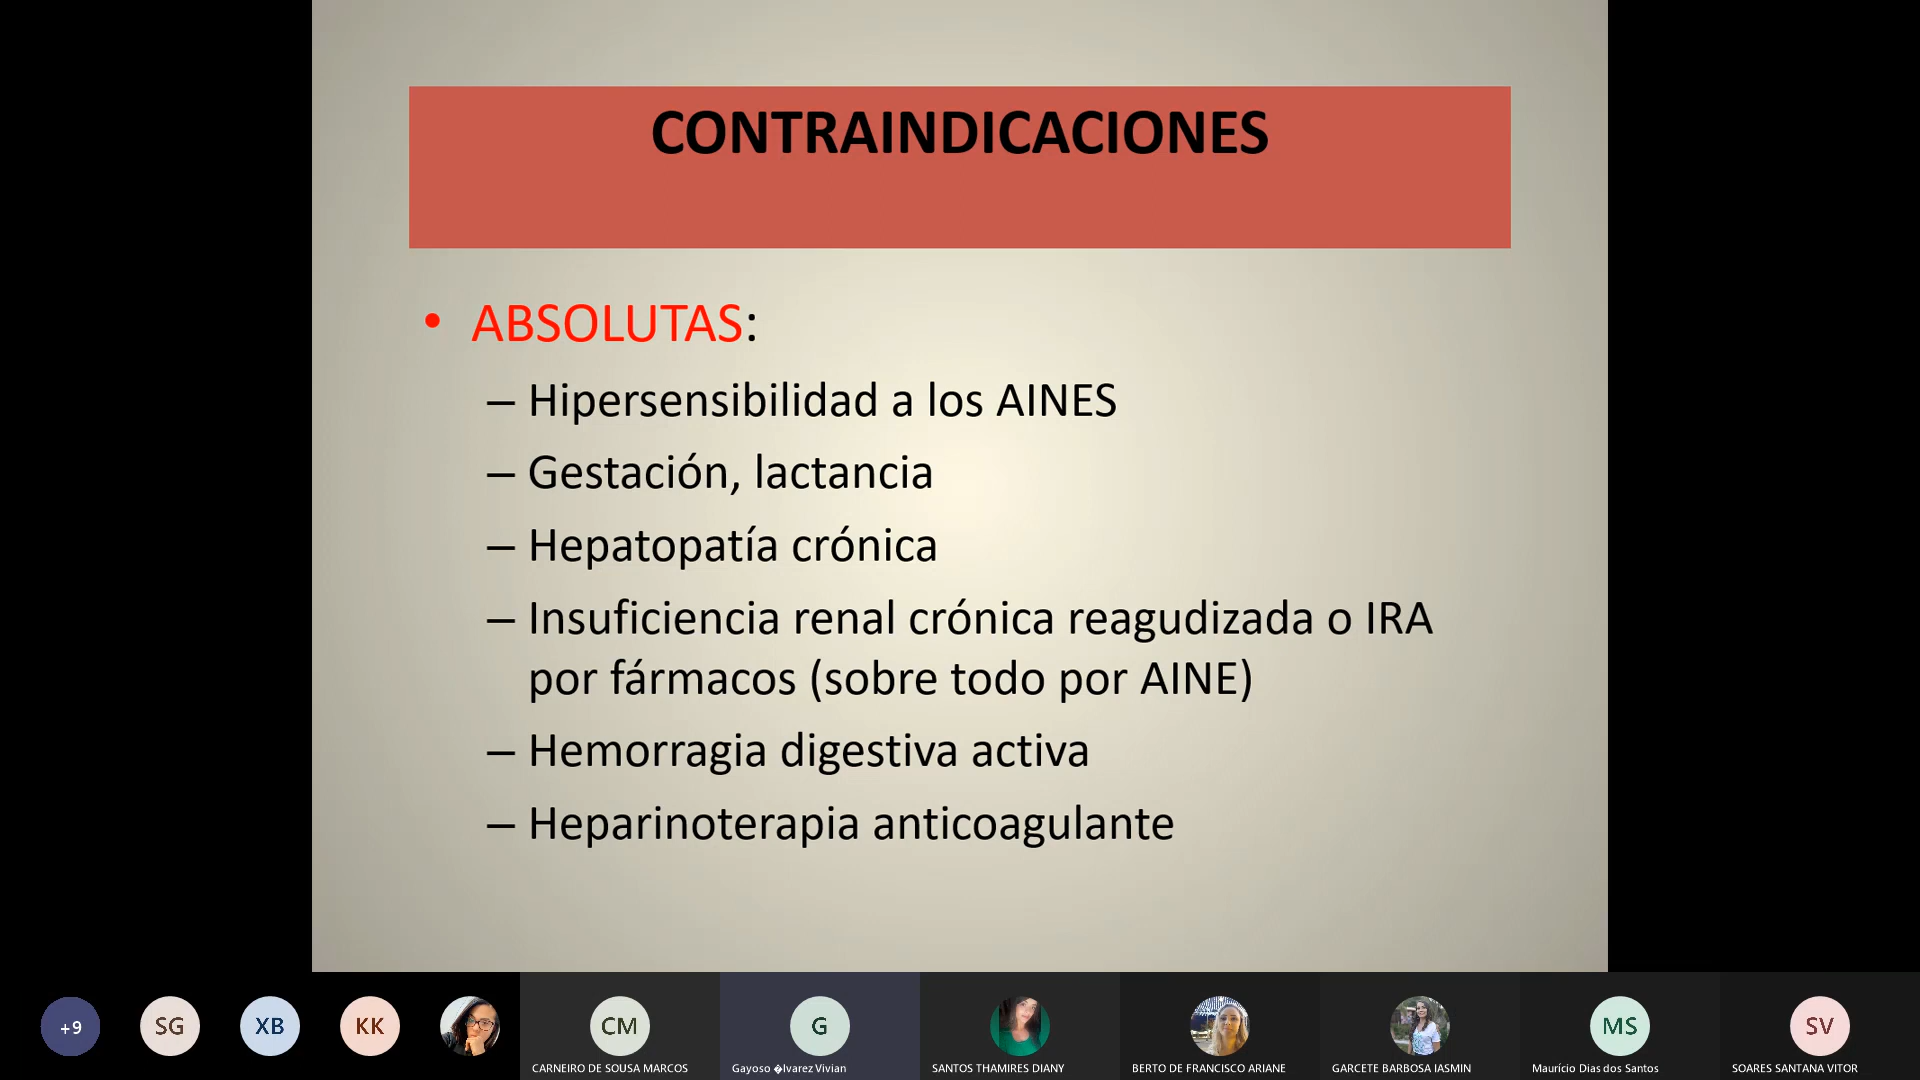 CONTRAINDICACIONES
• ABSOLUTAS:
– Hipersensibilidad a los AINES
– Gestación, lactancia
– Hepatopatía crónica
– Insuficiencia renal crónica reagudizada o IRA
por fármacos (sobre todo por AINE)
– Hemorragia digestiva activa
– Heparinoterapia anticoagulante
+9
SG
XB
KK
CM
G
MS
SV
CARNEIRO DE SOUSA MARCOS
Gayoso �lvarez Vivian
SANTOS THAMIRES DIANY
BERTO DE FRANCISCO ARIANE
GARCETE BARBOSA IASMIN
Maurício Dias dos Santos
SOARES SANTANA VITOR